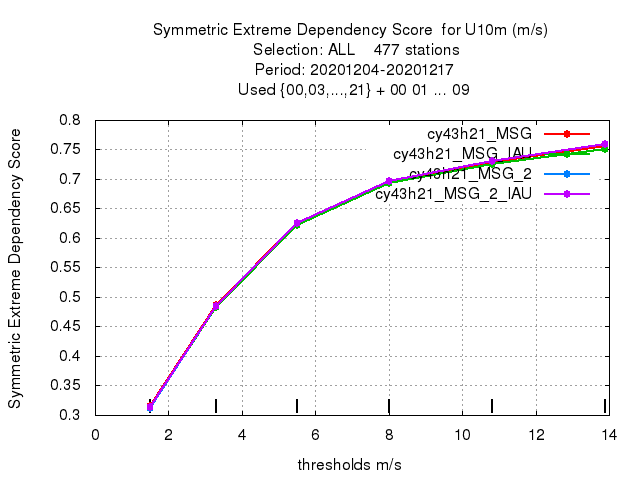 Symmetric Extreme Dependency Score  for U10m (m/s)
Selection: ALL    477 stations
Period: 20201204-20201217
Used {00,03,...,21} + 00 01 ... 09
Symmetric Extreme Dependency Score
0.8
0.75
0.7
0.65
0.6
0.55
0.5
0.45
0.4
0.35
0.3
cy43h21_MSG
cy43h21_MSG_IAU
cy43h21_MSG_2
cy43h21_MSG_2_IAU
0 2 4 6 8 10 12 14
thresholds m/s